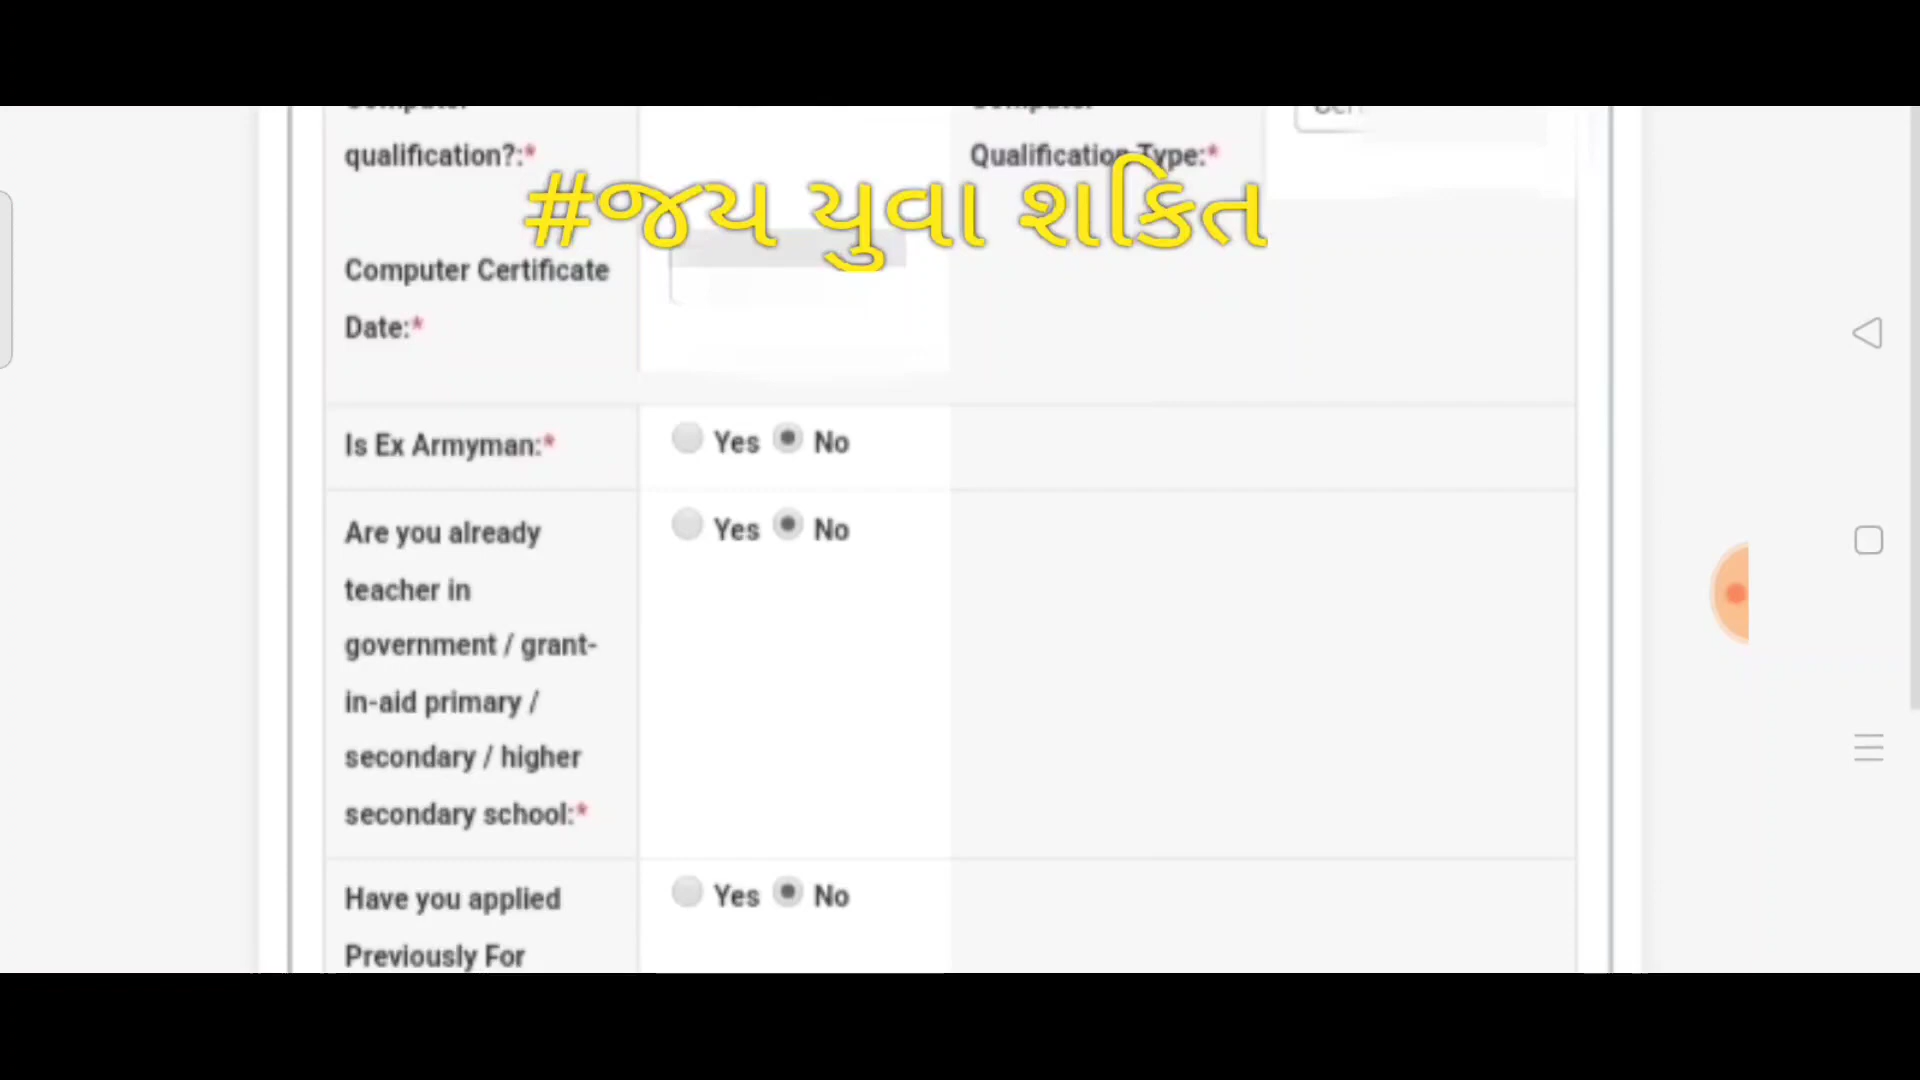 qualification?:*
Qualification Type:*
#જય યુવા શકિત
Computer Certificate
Date:*
Is Ex Armyman:*
Yes No
Are you already
teacher in
government / grant-
in-aid primary /
secondary / higher
secondary school:*
Yes No
Have you applied
Previously For
Yes No